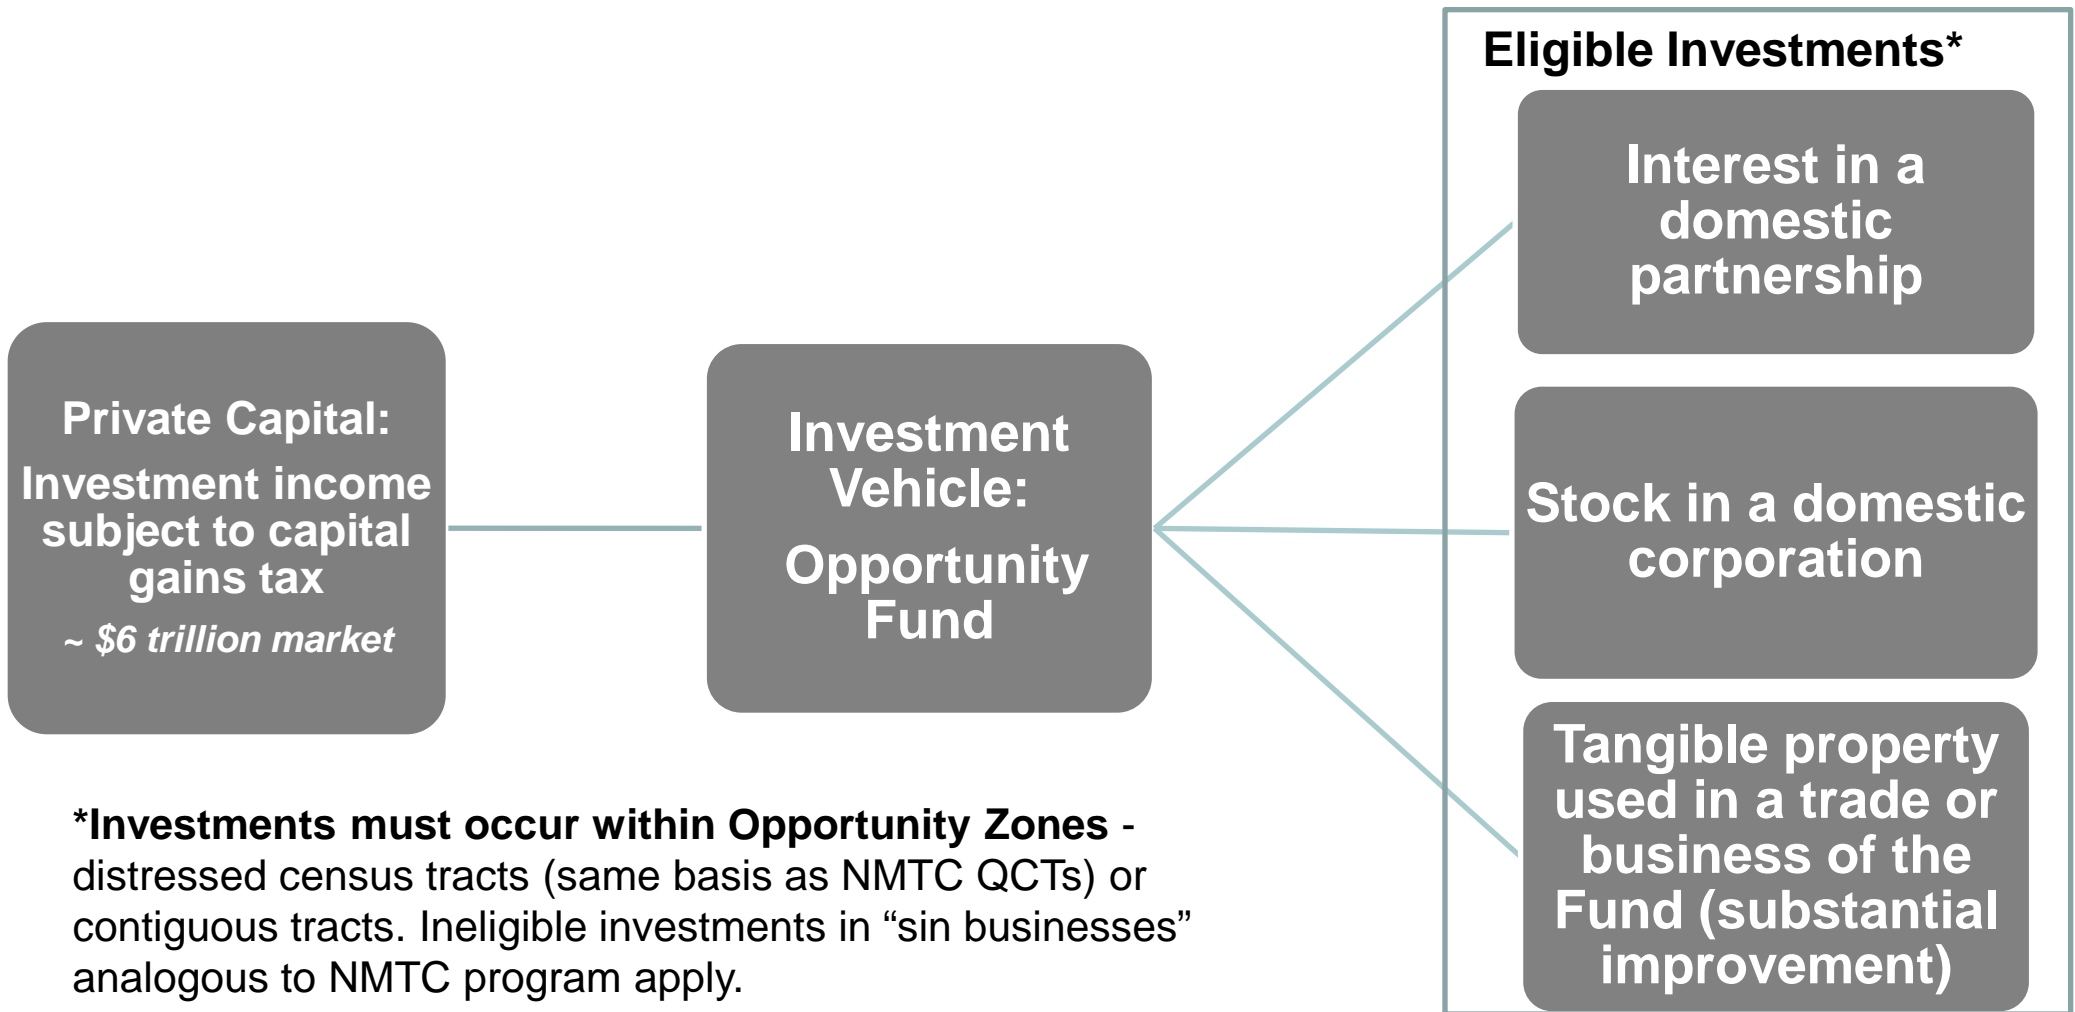 Private Capital:
Investment income
subject to capital
gains tax
~ $6 trillion market
Investment
Vehicle:
Opportunity
Fund
Eligible Investments*
Interest in a
domestic
partnership
Stock in a domestic
corporation
Tangible property
used in a trade or
business of the
Fund (substantial
improvement)
*Investments must occur within Opportunity Zones -
distressed census tracts (same basis as NMTC QCTs) or
contiguous tracts. Ineligible investments in “sin businesses”
analogous to NMTC program apply.